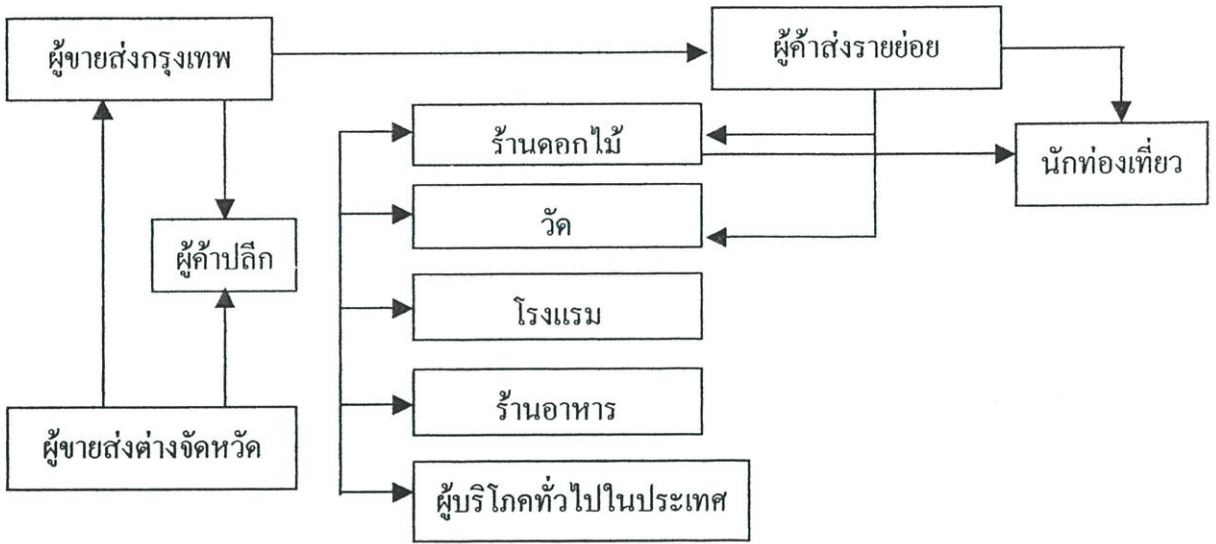 ผู้ขายส่งกรุงเทพ
ผู้ค้าส่งรายย่อย
ร้านดอกไม้
นักท่องเที่ยว
วัด
ผู้ค้าปลีก
โรงแรม
ร้านอาหาร
ผู้ขายส่งต่างจัดหวัด
ผู้บริโภคทั่วไปในประเทศ